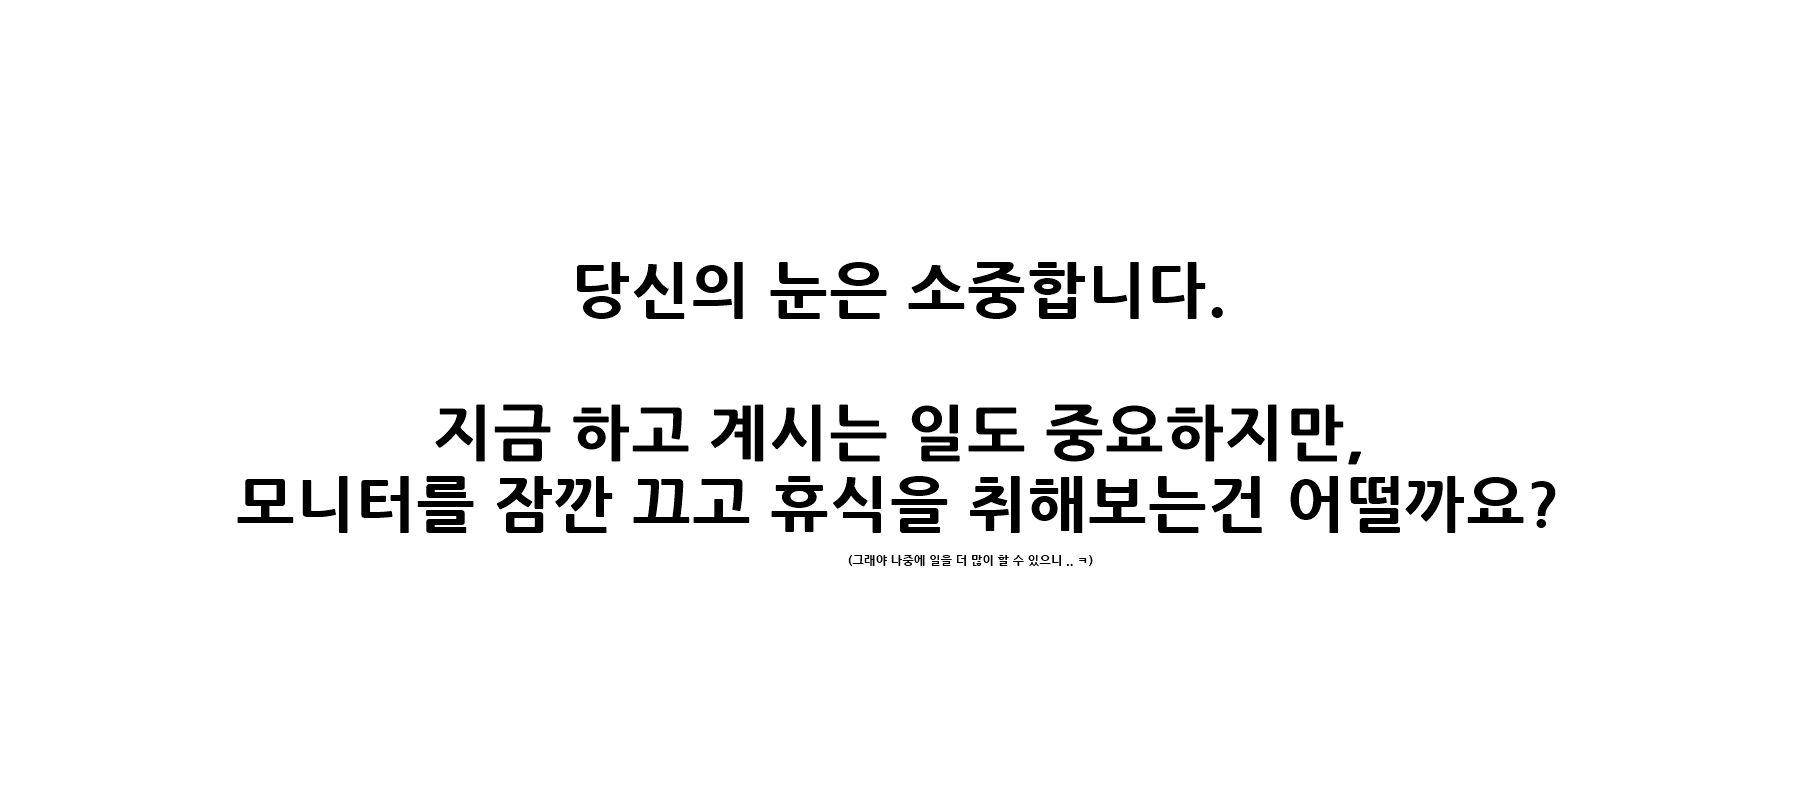 당신의 눈은 소중합니다.
지금 하고 계시는 일도 중요하지만,
모니터를 잠깐 끄고 휴식을 취해보는건 어떨까요?
(그래야 나중에 일을 더 많이 할 수 있으니 .. ㅋ)